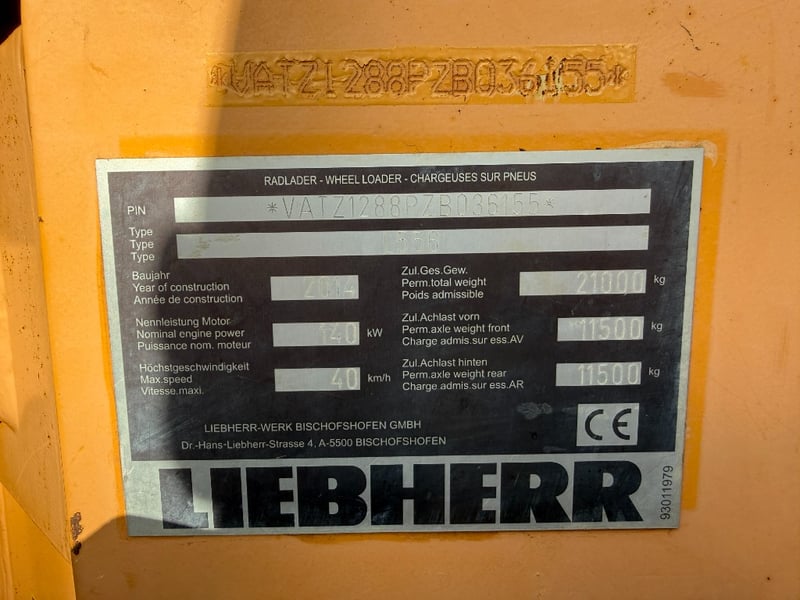 *VATZ1288PZB036155*
RADLADER - WHEEL LOADER - CHARGEUSES SUR PNEUS
PIN *VATZ1288PZB036155*
Type
Type
Type
Baujahr
Year of construction 2014
Année de construction
Zul.Ges.Gew.
Perm.total weight 21000 kg
Poids admissible
Nennleistung Motor
Nominal engine power 140 kW
Puissance nom. moteur
Zul.Achlast vorn
Perm.axle weight front 11500 kg
Charge admis.sur ess.AV
Höchstgeschwindigkeit
Max.speed 40 km/h
Vitesse.maxi.
Zul.Achlast hinten
Perm.axle weight rear 11500 kg
Charge admis.sur ess.AR
LIEBHERR-WERK BISCHOFSHOFEN GMBH
Dr.-Hans-Liebherr-Strasse 4, A-5500 BISCHOFSHOFEN
CE
LIEBHERR
93011979